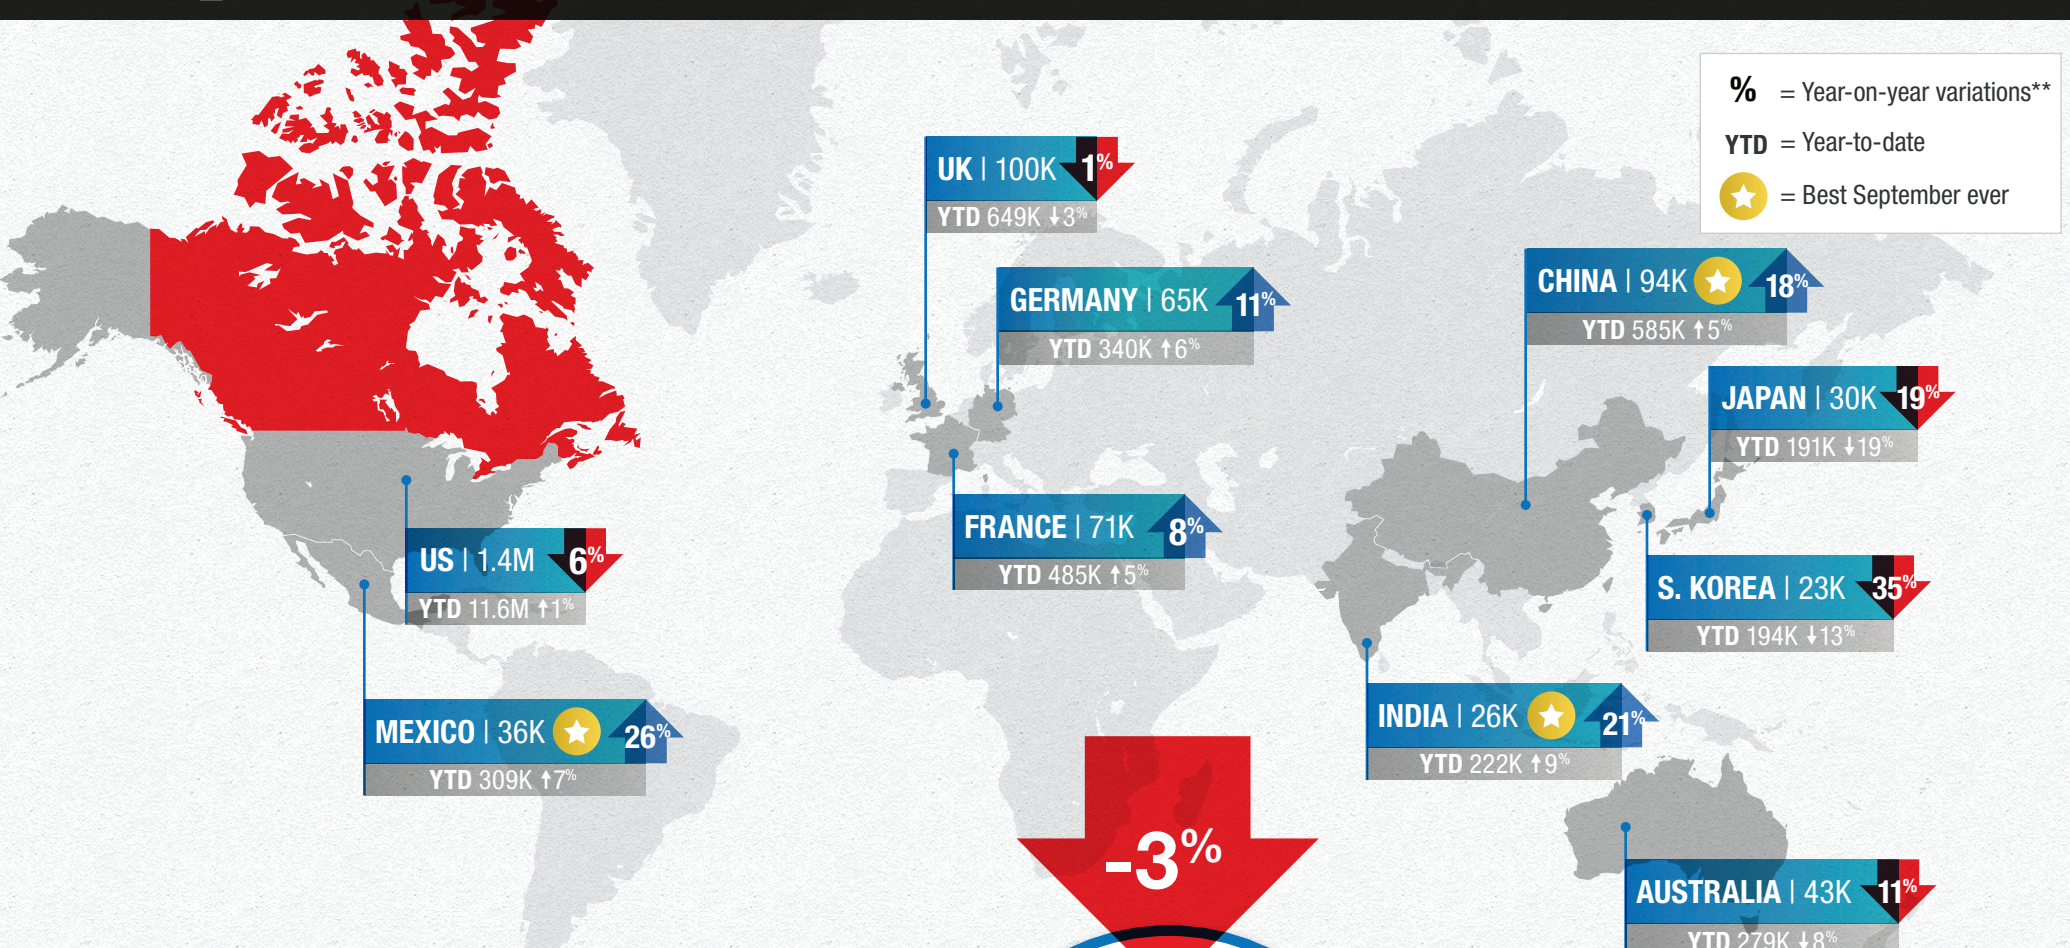 % = Year-on-year variations**
YTD = Year-to-date
= Best September ever
UK | 100K 1%
YTD 649K ↓3%
GERMANY | 65K 11%
YTD 340K ↑6%
CHINA | 94K 18%
YTD 585K ↑5%
JAPAN | 30K 19%
YTD 191K ↓19%
FRANCE | 71K 8%
YTD 485K ↑5%
US | 1.4M 6%
YTD 11.6M ↑1%
S. KOREA | 23K 35%
YTD 194K ↓13%
MEXICO | 36K 26%
YTD 309K ↑7%
INDIA | 26K 21%
YTD 222K ↑9%
-3%
AUSTRALIA | 43K 11%
YTD 279K ↓8%